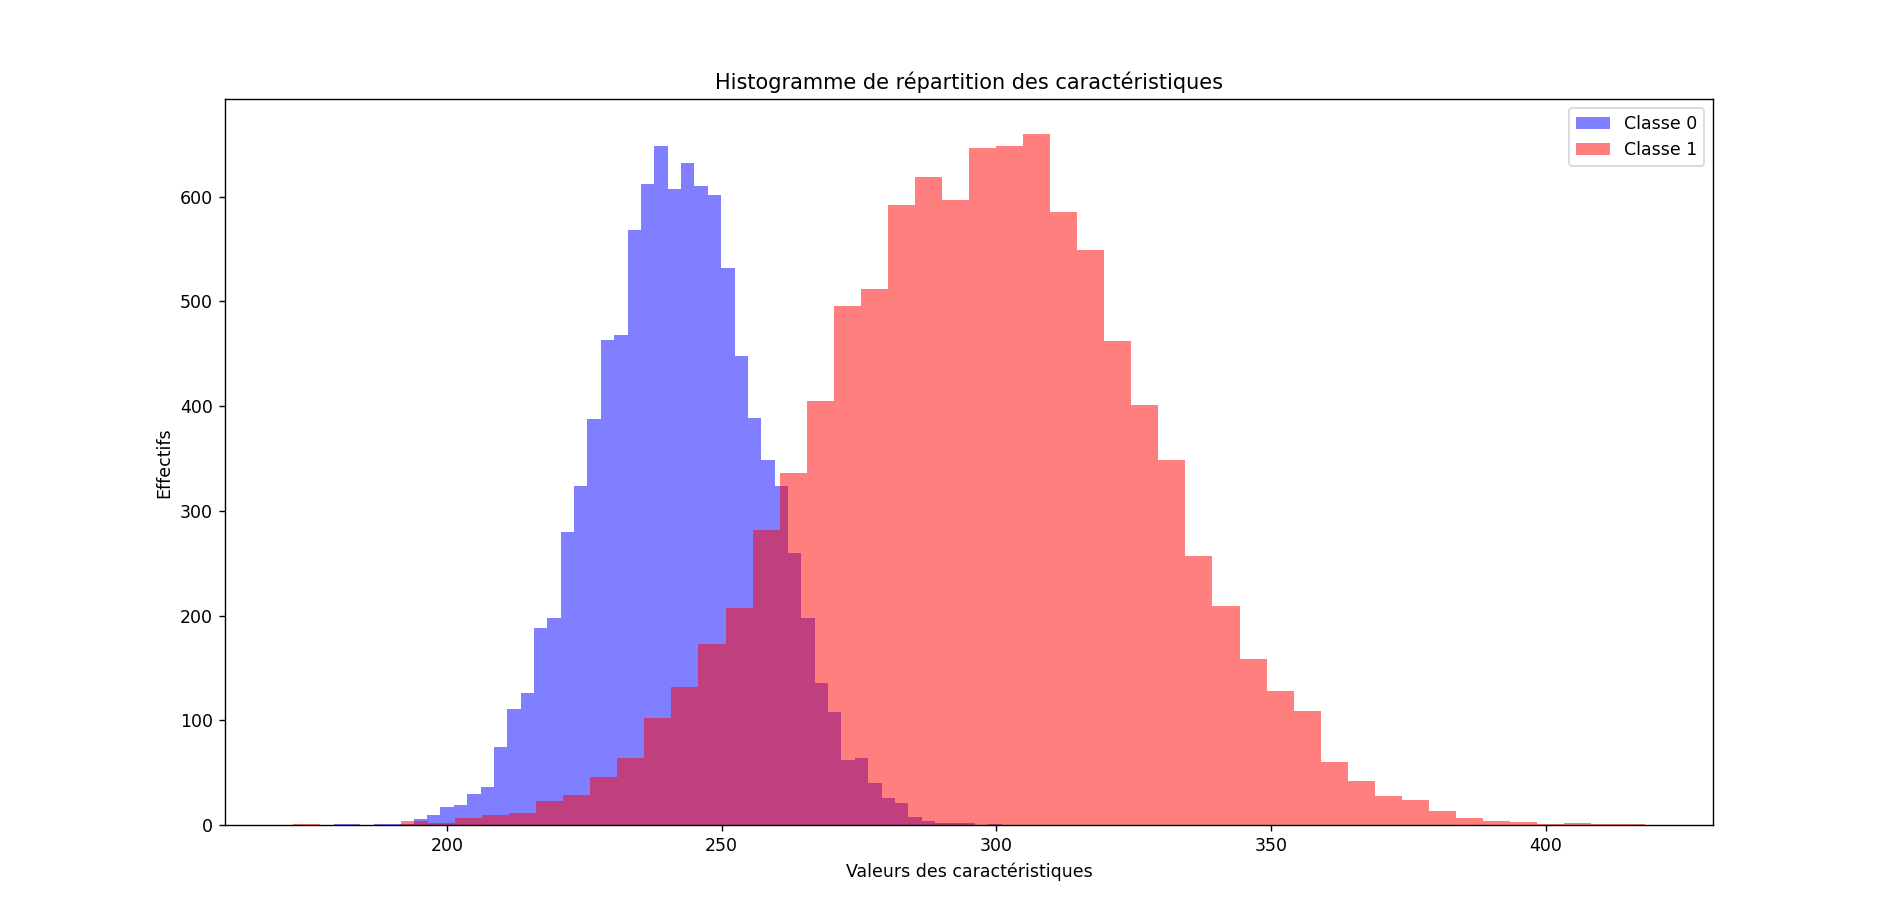 Histogramme de répartition des caractéristiques
Classe 0
Classe 1
600
500
400
300
200
100
0
Effectifs
200
250
300
350
400
Valeurs des caractéristiques